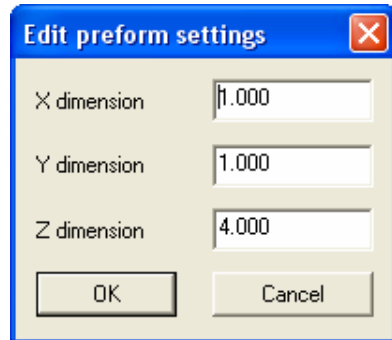 Edit preform settings
X dimension 1.000
Y dimension 1.000
Z dimension 4.000
OK Cancel